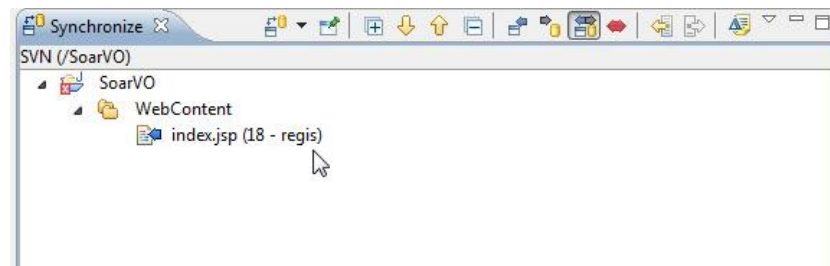 Synchronize
SVN (/SoarVO)
SoarVO
WebContent
index.jsp (18 - regis)